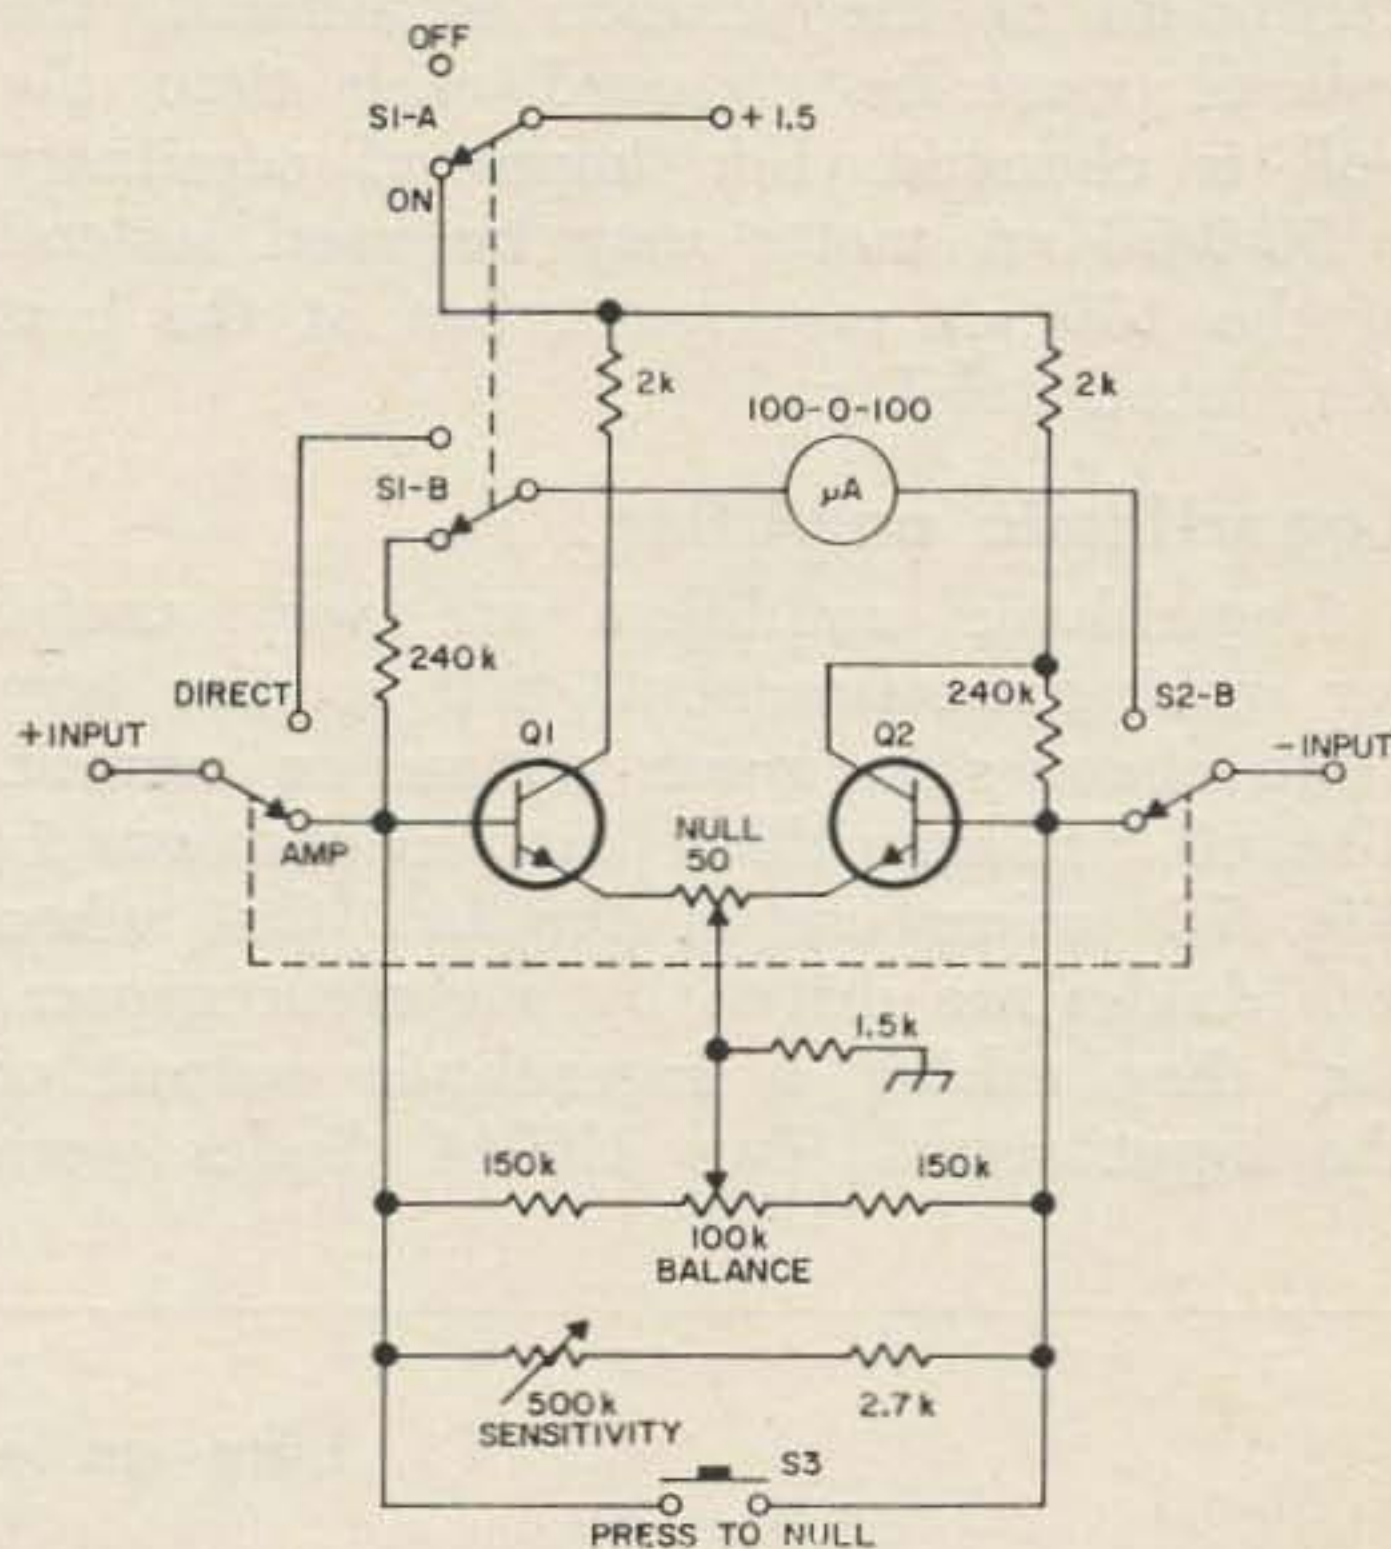 OFF
S1-A
+ 1.5
ON
2k
2k
100-0-100
S1-B
μA
240k
DIRECT
240k
S2-B
+INPUT
Q1
Q2
-INPUT
NULL
50
AMP
1.5k
150k
150k
100k
BALANCE
500k
2.7k
SENSITIVITY
S3
PRESS TO NULL